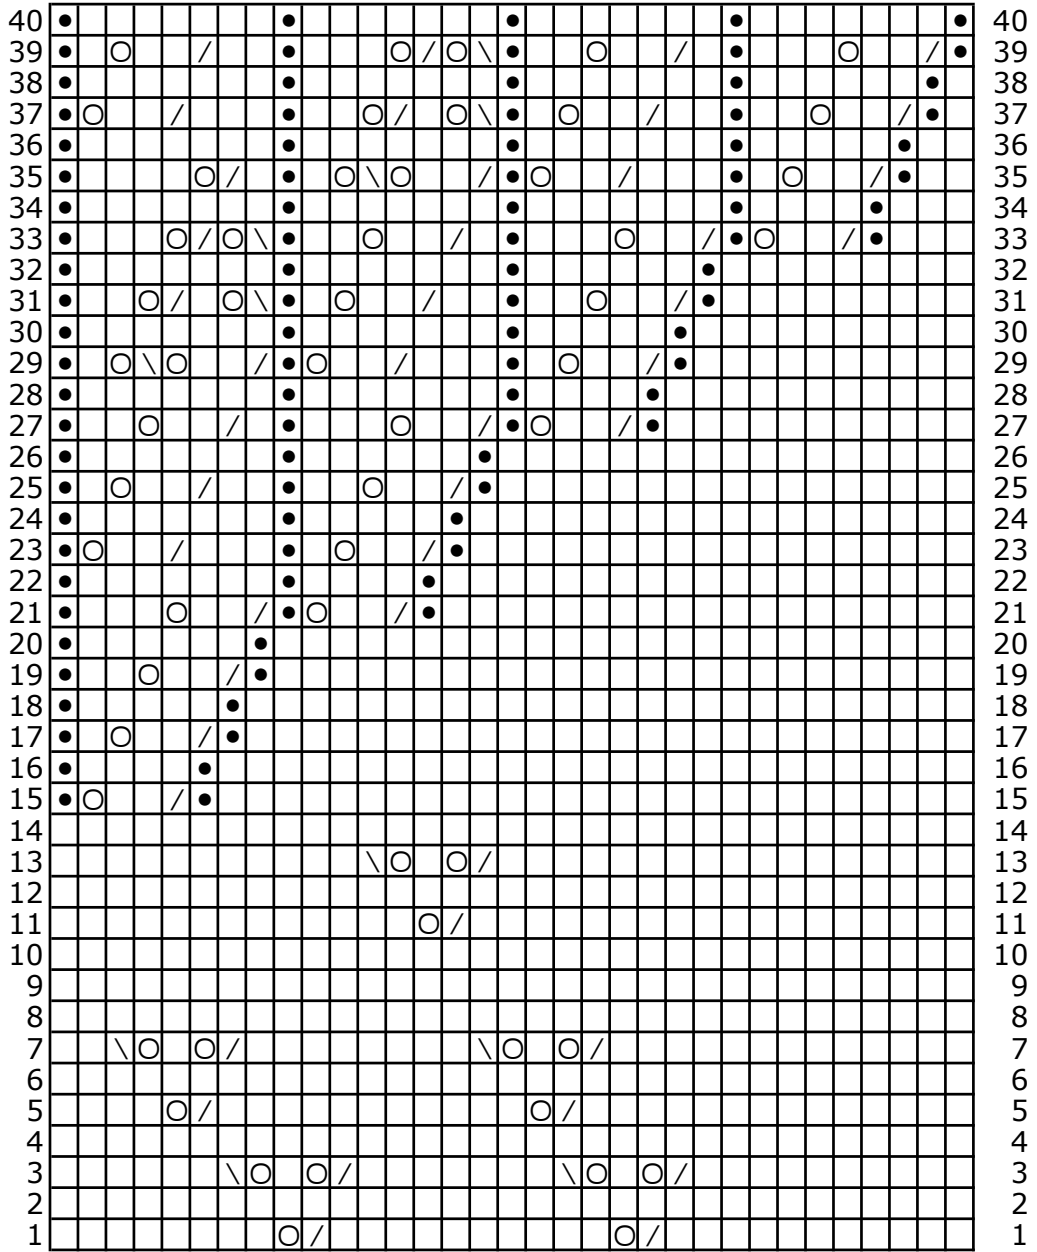 40 ● ● ● ● 40
39 ● O / ● O / O \ ● O / ● O / ● 39
38 ● ● ● ● ● 38
37 ● O / ● O / O \ ● O / ● O / ● 37
36 ● ● ● ● ● 36
35 ● O / ● O \ O / ● O / ● O / ● 35
34 ● ● ● ● ● 34
33 ● O / O \ ● O / ● O / ● O / ● 33
32 ● ● ● ● 32
31 ● O / O \ ● O / ● O / ● 31
30 ● ● ● ● 30
29 ● O \ O / ● O / ● O / ● 29
28 ● ● ● ● 28
27 ● O / ● O / ● O / ● 27
26 ● ● ● 26
25 ● O / ● O / ● 25
24 ● ● ● 24
23 ● O / ● O / ● 23
22 ● ● ● 22
21 ● O / ● O / ● 21
20 ● ● 20
19 ● O / ● 19
18 ● ● 18
17 ● O / ● 17
16 ● ● 16
15 ● O / ● 15
14 14
13 \ O O / 13
12 12
11 O / 11
10 10
9 9
8 8
7 \ O O / \ O O / 7
6 6
5 O / O / 5
4 4
3 \ O O / \ O O / 3
2 2
1 O / O / 1